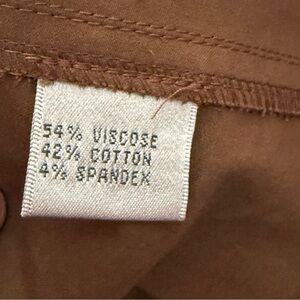 54% VISCOSE
42% COTTON
4% SPANDEX